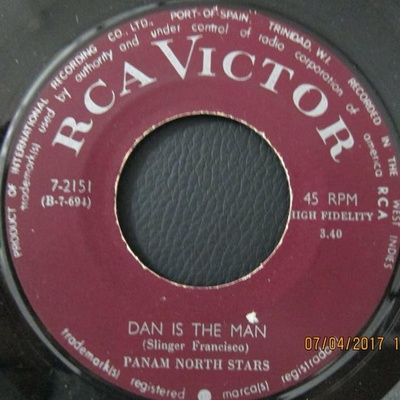 PRODUCT OF INTERNATIONAL RECORDING CO. LTD., PORT-OF-SPAIN, TRINIDAD, W.I.
trademark(s) used by authority and under control of radio corporation of america
RECORDED IN THE WEST INDIES
RCA
RCA VICTOR
7-2151
(B-7-694)
45 RPM
HIGH FIDELITY
3.40
DAN IS THE MAN
(Slinger Francisco)
PANAM NORTH STARS
trademark(s) registered marca(s) registrada
07/04/2017 1